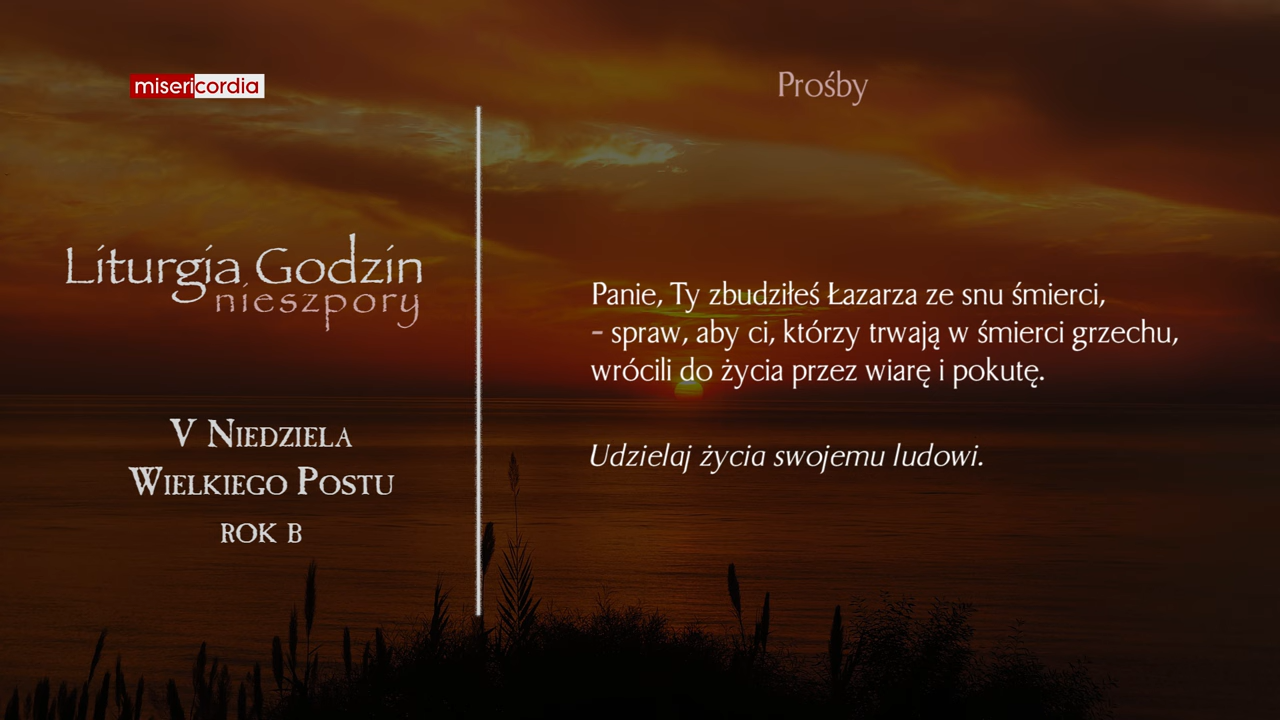 misericordia
Liturgia Godzin
nieszpory
V Niedziela
Wielkiego Postu
rok B
Prośby
Panie, Ty zbudziłeś Łazarza ze snu śmierci,
- spraw, aby ci, którzy trwają w śmierci grzechu,
wrócili do życia przez wiarę i pokutę.
Udzielaj życia swojemu ludowi.